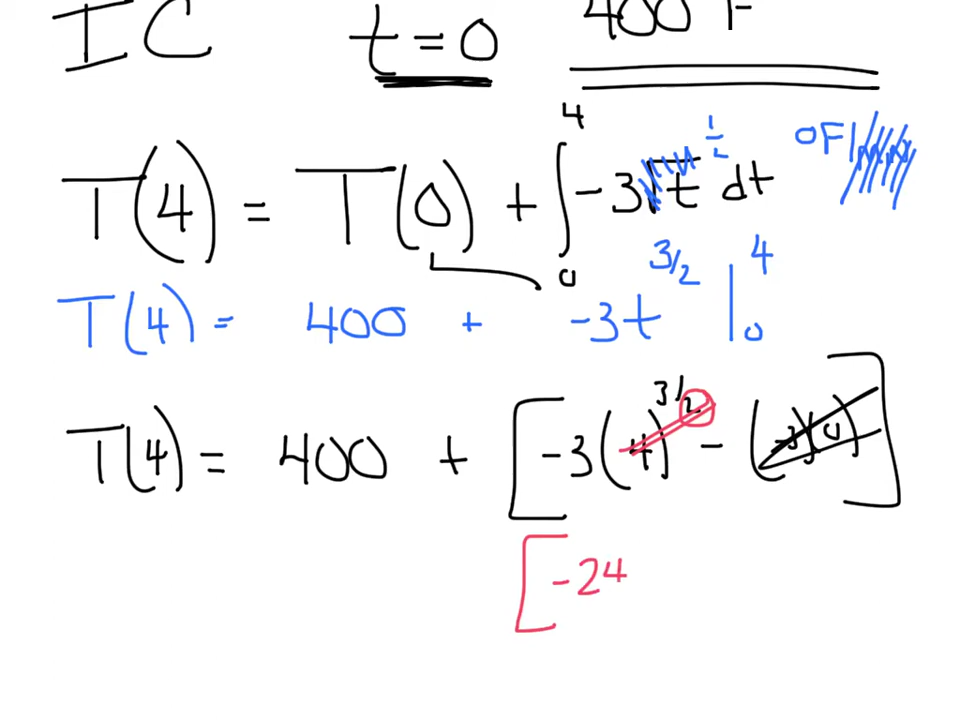 IC t = 0 400 F
T(4) = T(0) + ∫₀⁴ -3√t ½ dt °F/
T(4) = 400 + -3t^3/2 |₀⁴
T(4) = 400 + [-3(4)^3/2 - (-3)(0)]
[-24